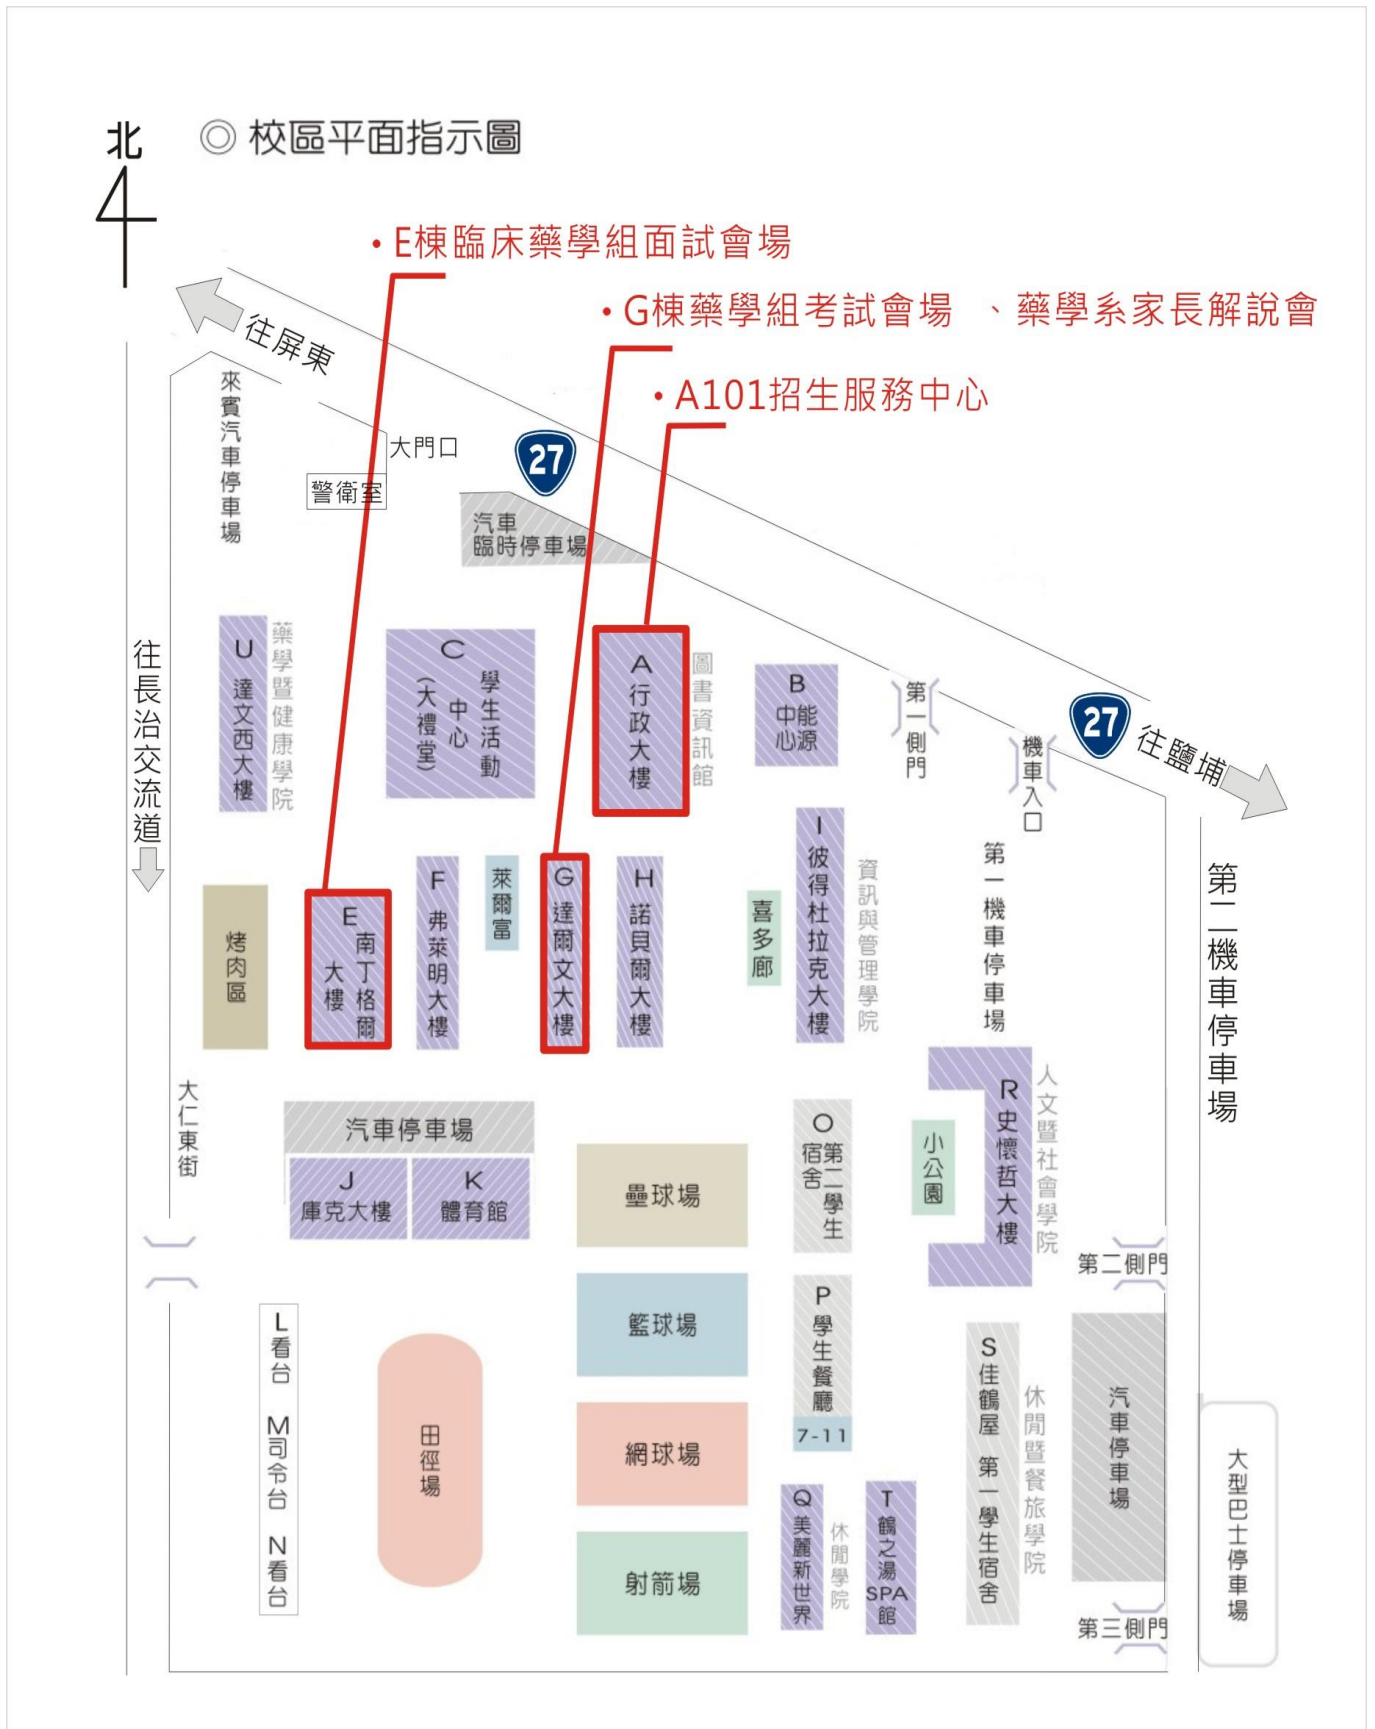 北
◎ 校區平面指示圖
• E棟臨床藥學組面試會場
• G棟藥學組考試會場 、藥學系家長解說會
• A101招生服務中心
往屏東
來賓汽車停車場
大門口
警衛室
27
汽車
臨時停車場
往長治交流道
U 達文西大樓
藥學暨健康學院
C
學生活動
中心
(大禮堂)
A 行政大樓
圖書資訊館
B
中能
心源
第一側門
機車入口
27
往鹽埔
烤肉區
E
南丁格爾
大樓
F 弗萊明大樓
萊爾富
G 達爾文大樓
H 諾貝爾大樓
喜多廊
I 彼得杜拉克大樓
資訊與管理學院
第一機車停車場
第二機車停車場
大仁東街
汽車停車場
J
庫克大樓
K
體育館
壘球場
O
第二學生
宿舍
小公園
R 史懷哲大樓
人文暨社會學院
第二側門
L看台 M司令台 N看台
田徑場
籃球場
網球場
射箭場
P 學生餐廳
7-11
Q 美麗新世界
休閒學院
T 鶴之湯
SPA
館
S 佳鶴屋 第一學生宿舍
休閒暨餐旅學院
汽車停車場
第三側門
大型巴士停車場